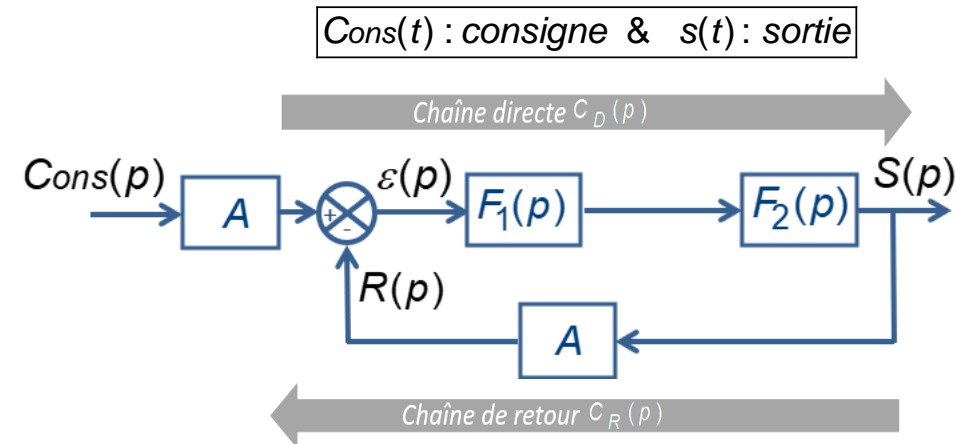 Cons(t) : consigne & s(t) : sortie
Chaîne directe C_D(p)
Cons(p)
A
+
-
ε(p)
F₁(p)
F₂(p)
S(p)
R(p)
A
Chaîne de retour C_R(p)